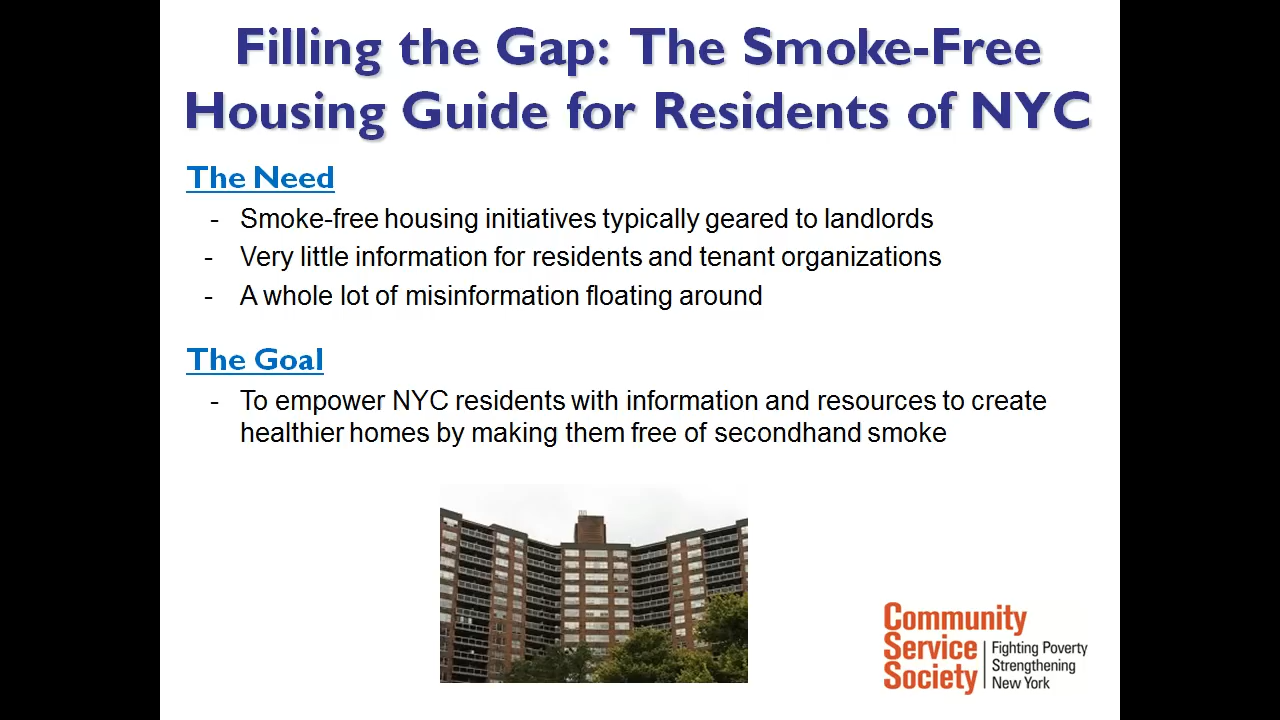 Filling the Gap: The Smoke-Free
Housing Guide for Residents of NYC
The Need
- Smoke-free housing initiatives typically geared to landlords
- Very little information for residents and tenant organizations
- A whole lot of misinformation floating around
The Goal
- To empower NYC residents with information and resources to create
healthier homes by making them free of secondhand smoke
Community
Service
Society
Fighting Poverty
Strengthening
New York